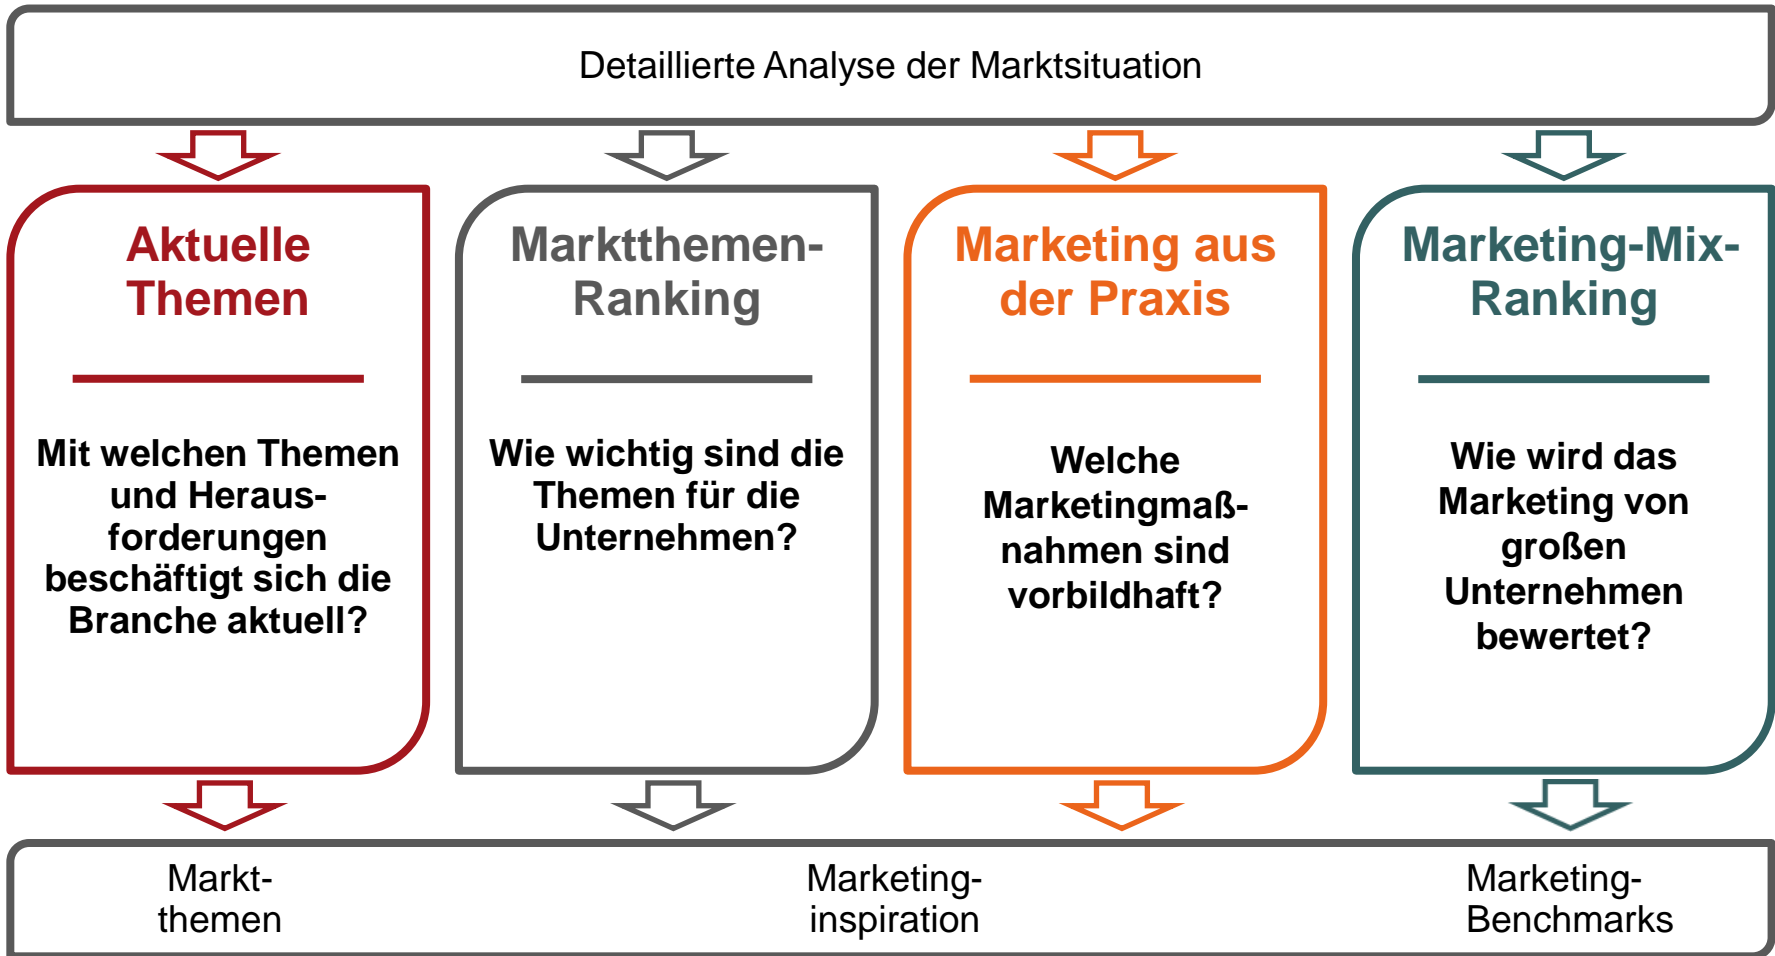 Detaillierte Analyse der Marktsituation
Aktuelle
Themen
Mit welchen Themen
und Heraus-
forderungen
beschäftigt sich die
Branche aktuell?
Marktthemen-
Ranking
Wie wichtig sind die
Themen für die
Unternehmen?
Marketing aus
der Praxis
Welche
Marketingmaß-
nahmen sind
vorbildhaft?
Marketing-Mix-
Ranking
Wie wird das
Marketing von
großen
Unternehmen
bewertet?
Markt-
themen
Marketing-
inspiration
Marketing-
Benchmarks